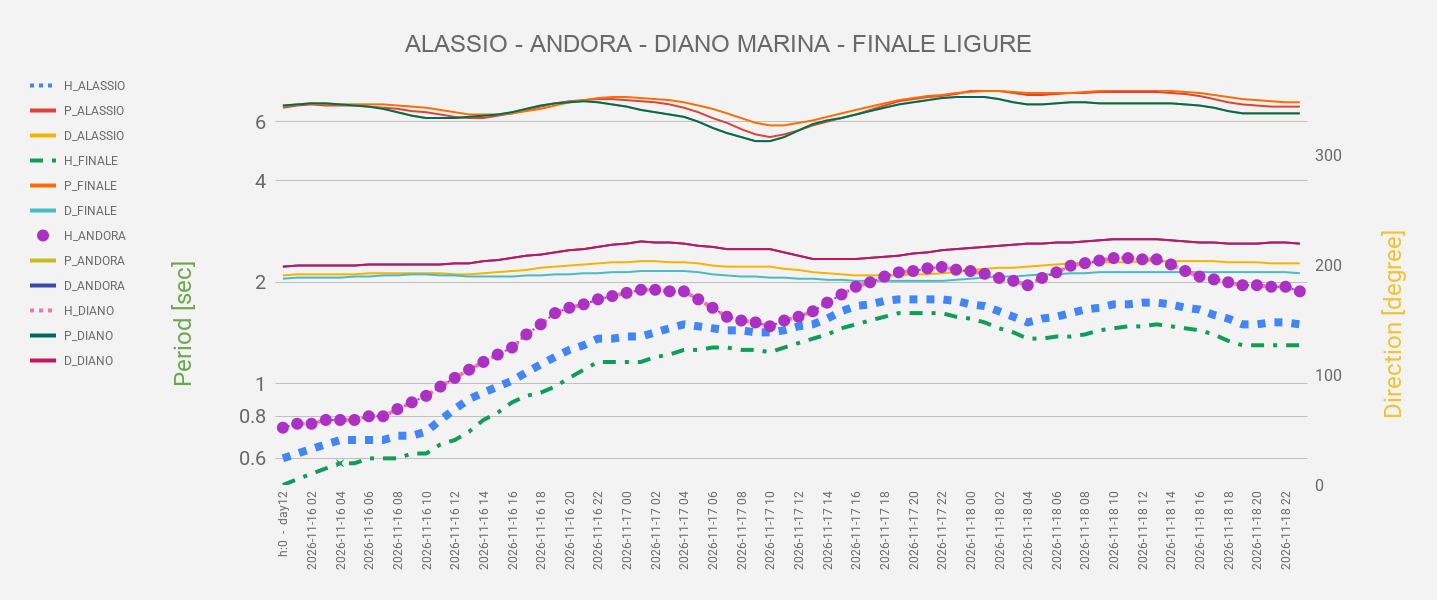 ALASSIO - ANDORA - DIANO MARINA - FINALE LIGURE
H_ALASSIO
P_ALASSIO
D_ALASSIO
H_FINALE
P_FINALE
D_FINALE
H_ANDORA
P_ANDORA
D_ANDORA
H_DIANO
P_DIANO
D_DIANO
Period [sec]
6
4
2
1
0.8
0.6
300
200
100
0
Direction [degree]
h:0 - day12
2026-11-16 02
2026-11-16 04
2026-11-16 06
2026-11-16 08
2026-11-16 10
2026-11-16 12
2026-11-16 14
2026-11-16 16
2026-11-16 18
2026-11-16 20
2026-11-16 22
2026-11-17 00
2026-11-17 02
2026-11-17 04
2026-11-17 06
2026-11-17 08
2026-11-17 10
2026-11-17 12
2026-11-17 14
2026-11-17 16
2026-11-17 18
2026-11-17 20
2026-11-17 22
2026-11-18 00
2026-11-18 02
2026-11-18 04
2026-11-18 06
2026-11-18 08
2026-11-18 10
2026-11-18 12
2026-11-18 14
2026-11-18 16
2026-11-18 18
2026-11-18 20
2026-11-18 22